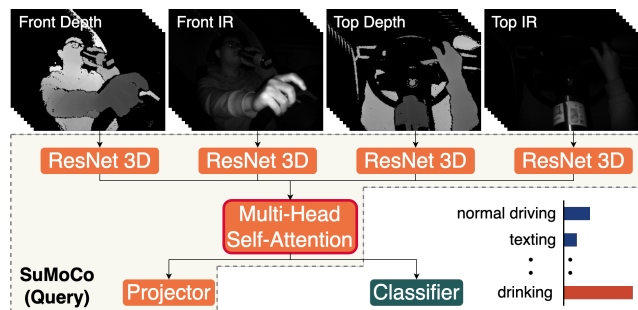 Front Depth
Front IR
Top Depth
Top IR
ResNet 3D
ResNet 3D
ResNet 3D
ResNet 3D
Multi-Head
Self-Attention
SuMoCo
(Query)
Projector
Classifier
normal driving
texting
drinking